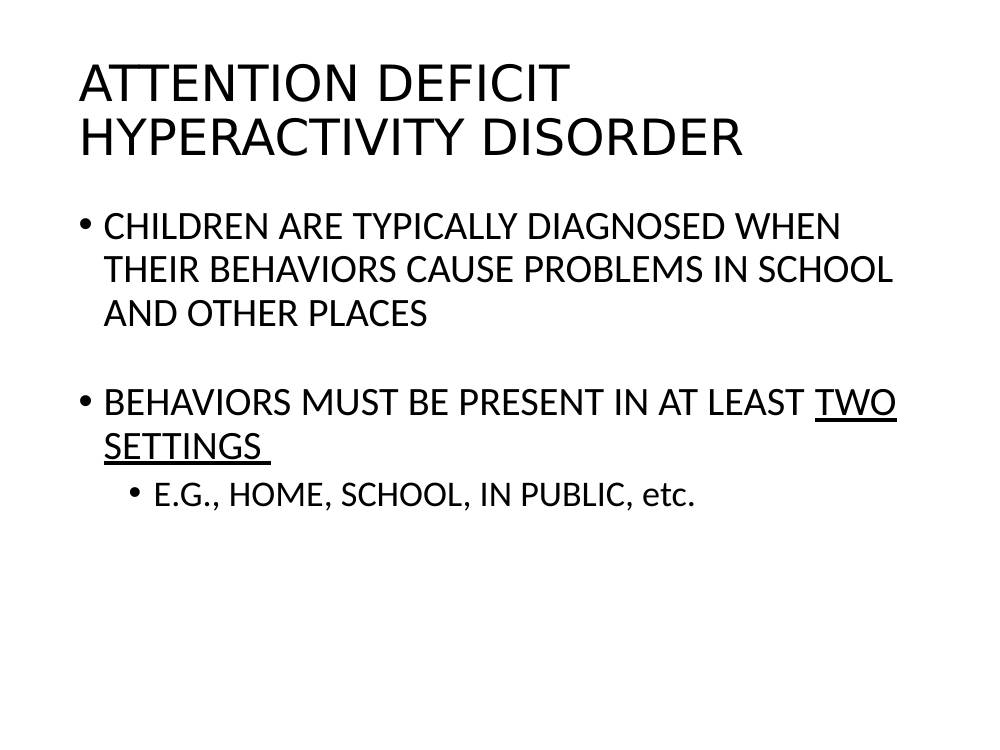 ATTENTION DEFICIT
HYPERACTIVITY DISORDER
• CHILDREN ARE TYPICALLY DIAGNOSED WHEN
THEIR BEHAVIORS CAUSE PROBLEMS IN SCHOOL
AND OTHER PLACES
• BEHAVIORS MUST BE PRESENT IN AT LEAST TWO
SETTINGS
• E.G., HOME, SCHOOL, IN PUBLIC, etc.